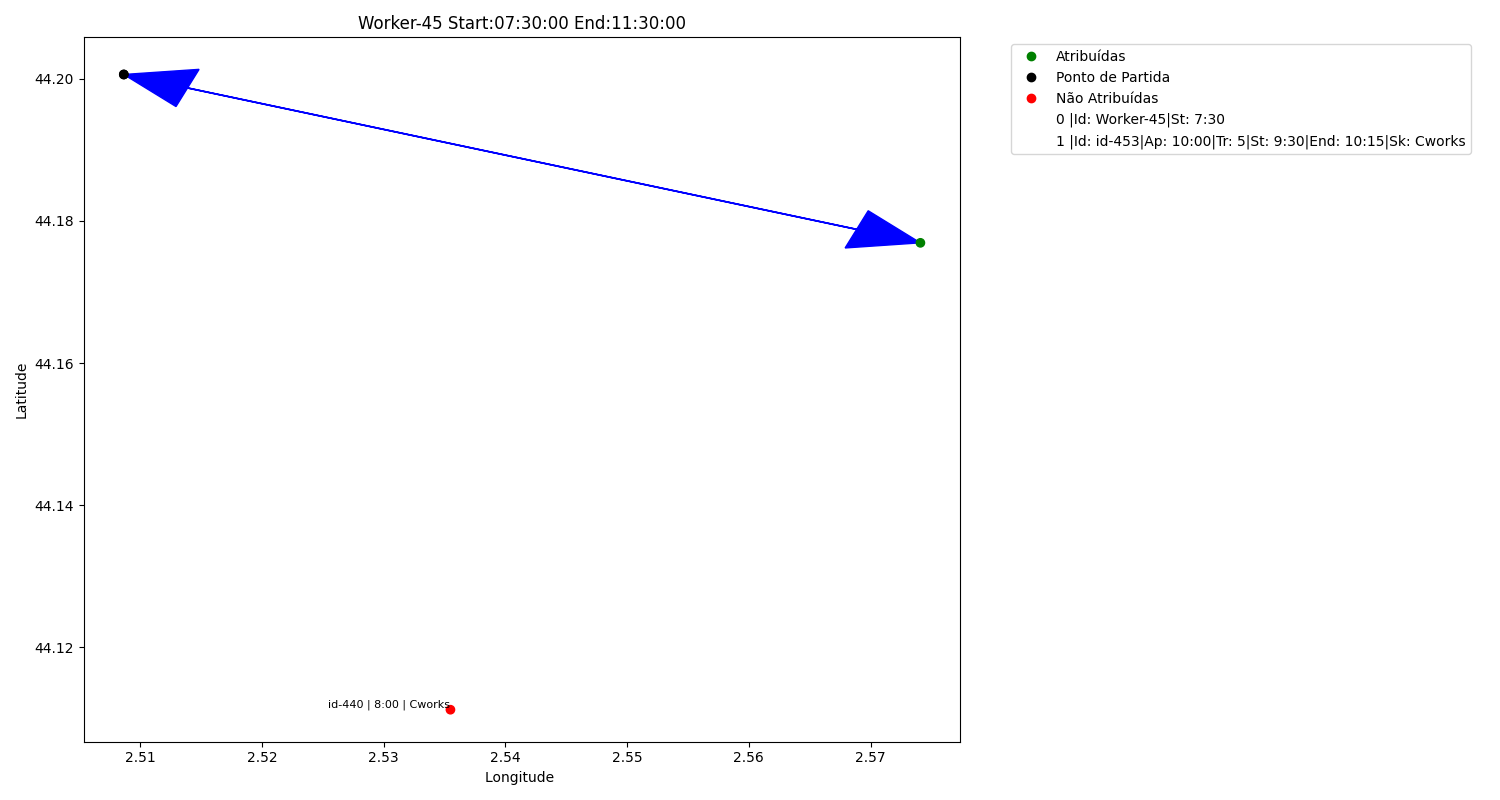 Worker-45 Start:07:30:00 End:11:30:00
Atribuídas
Ponto de Partida
Não Atribuídas
0 |Id: Worker-45|St: 7:30
1 |Id: id-453|Ap: 10:00|Tr: 5|St: 9:30|End: 10:15|Sk: Cworks
Latitude
44.20
44.18
44.16
44.14
44.12
id-440 | 8:00 | Cworks
2.51 2.52 2.53 2.54 2.55 2.56 2.57
Longitude